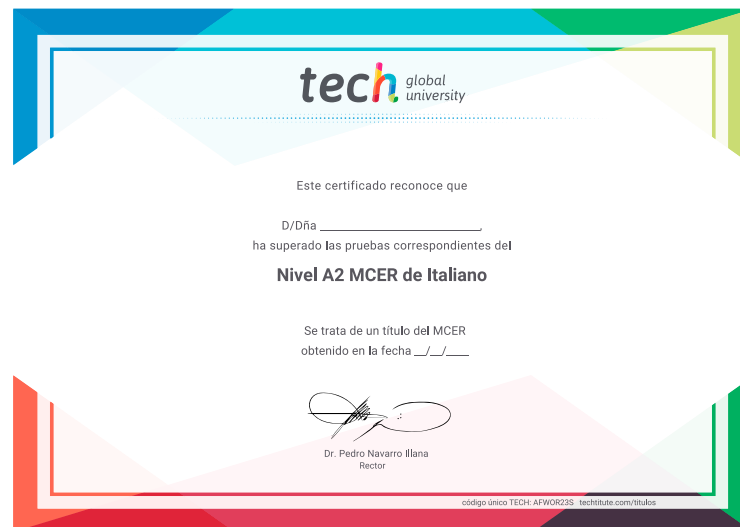 tech global university
Este certificado reconoce que
D/Dña ______________________,
ha superado las pruebas correspondientes del
Nivel A2 MCER de Italiano
Se trata de un título del MCER
obtenido en la fecha __/__/____
Dr. Pedro Navarro Illana
Rector
código único TECH: AFWOR23S techtitute.com/titulos